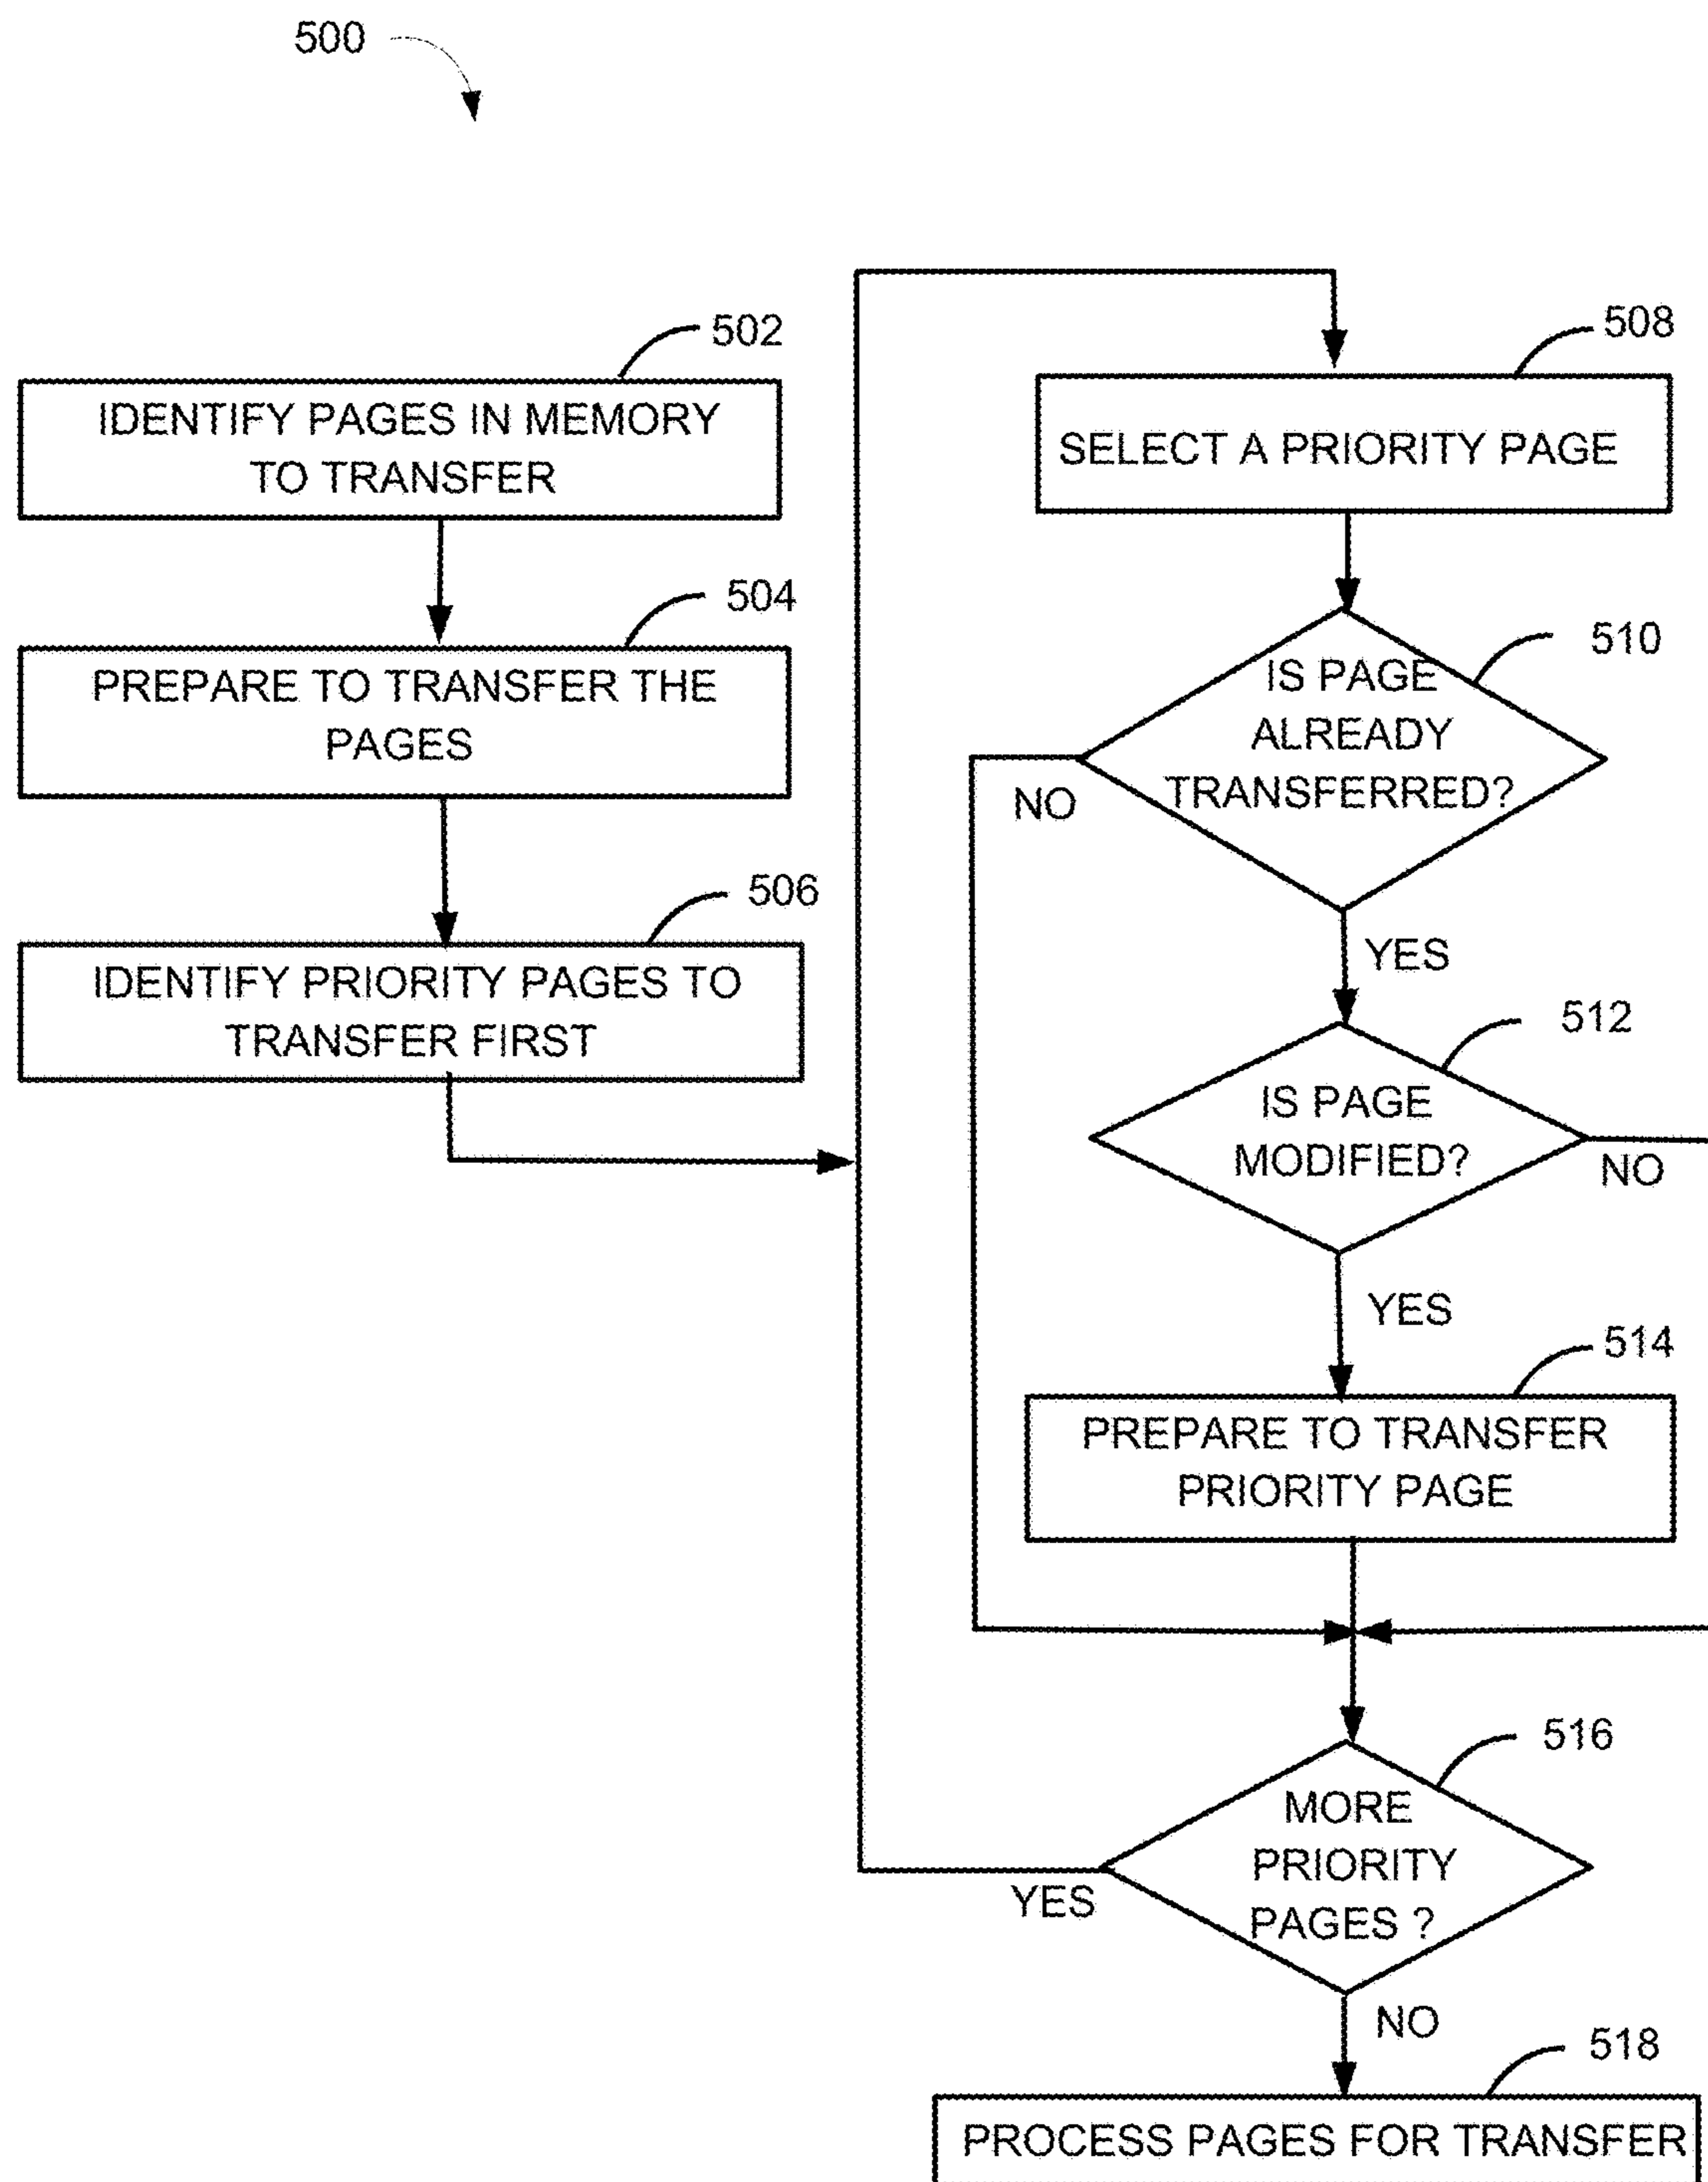 500
502
IDENTIFY PAGES IN MEMORY
TO TRANSFER
504
PREPARE TO TRANSFER THE
PAGES
506
IDENTIFY PRIORITY PAGES TO
TRANSFER FIRST
508
SELECT A PRIORITY PAGE
510
IS PAGE
ALREADY
TRANSFERRED?
NO
YES
512
IS PAGE
MODIFIED?
NO
YES
514
PREPARE TO TRANSFER
PRIORITY PAGE
516
MORE
PRIORITY
PAGES ?
YES
NO
518
PROCESS PAGES FOR TRANSFER